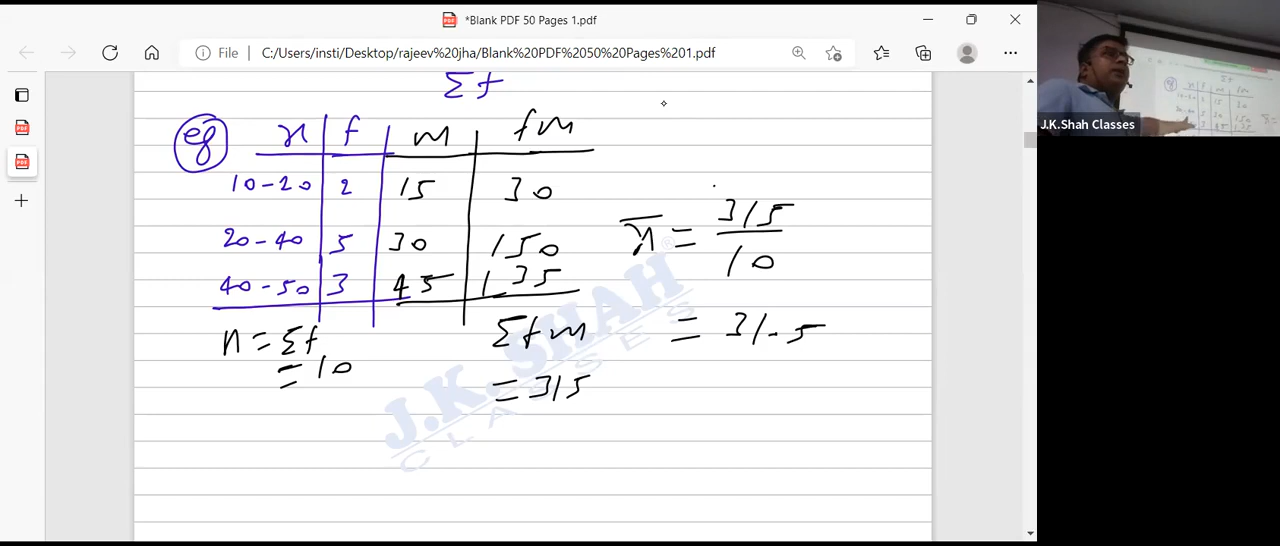 *Blank PDF 50 Pages 1.pdf
File C:/Users/insti/Desktop/rajeev%20jha/Blank%20PDF%2050%20Pages%201.pdf
J.K.Shah Classes
Σf
eg x f m fm
10-20 2 15 30
20-40 5 30 150
40-50 3 45 135
n = Σf
= 10
Σfm
= 315
x̄ = 315
10
= 31.5
J.K. SHAH
CLASSES